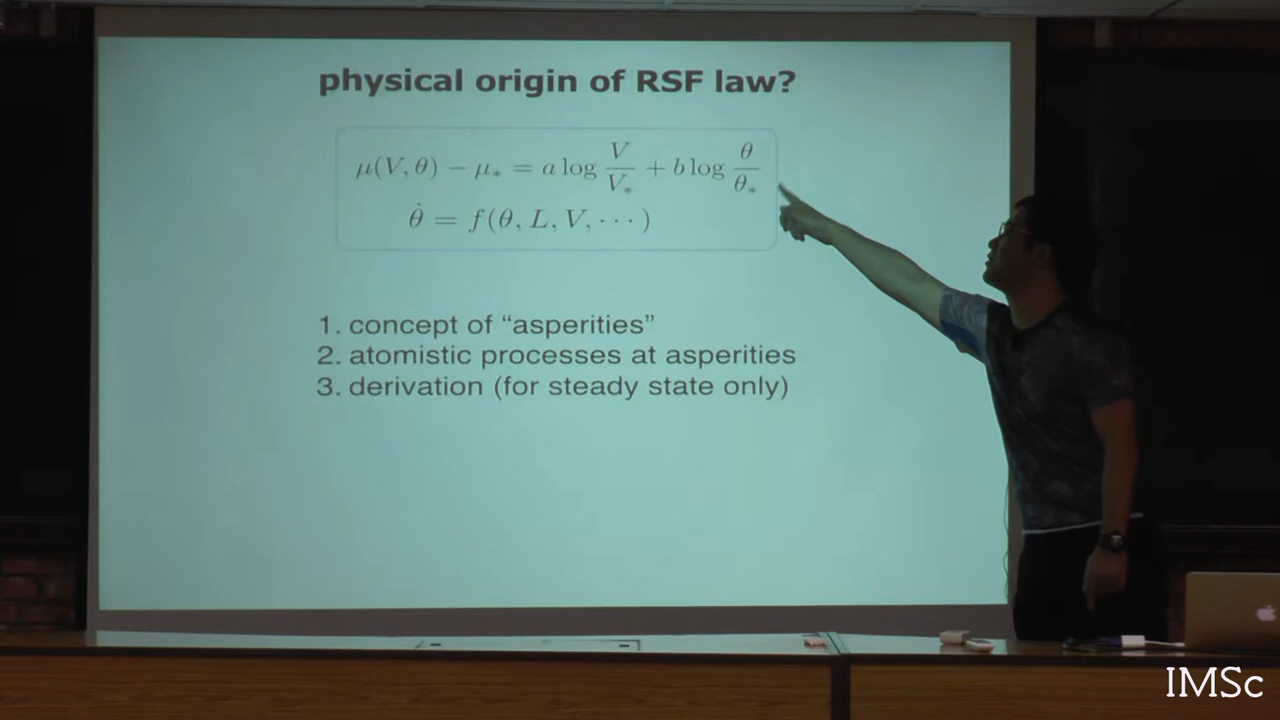 physical origin of RSF law?
μ(V, θ) − μ* = a log V/V* + b log θ/θ*
θ̇ = f(θ, L, V, ···)
1. concept of “asperities”
2. atomistic processes at asperities
3. derivation (for steady state only)
IMSc